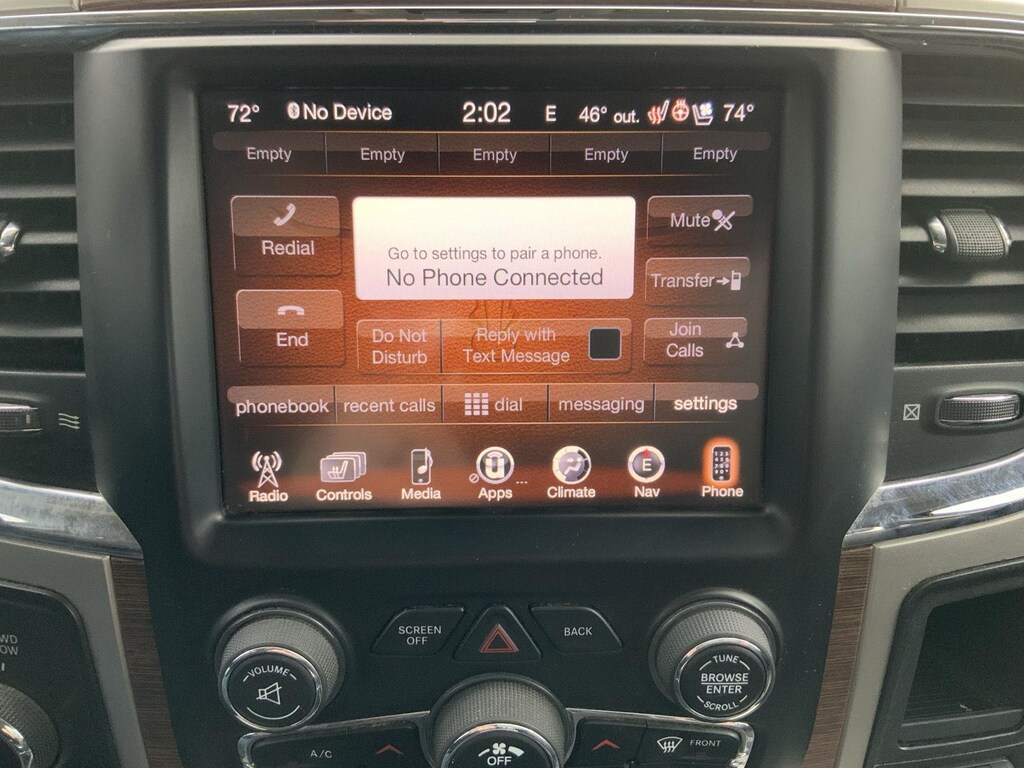 72° No Device 2:02 E 46° out. 74°
Empty Empty Empty Empty Empty
Redial
Go to settings to pair a phone.
No Phone Connected
Mute
Transfer
End
Do Not
Disturb
Reply with
Text Message
Join
Calls
phonebook recent calls dial messaging settings
Radio Controls Media Apps ... Climate Nav Phone
E
SCREEN
OFF
BACK
VOLUME
TUNE
BROWSE
ENTER
SCROLL
A/C
OFF
FRONT